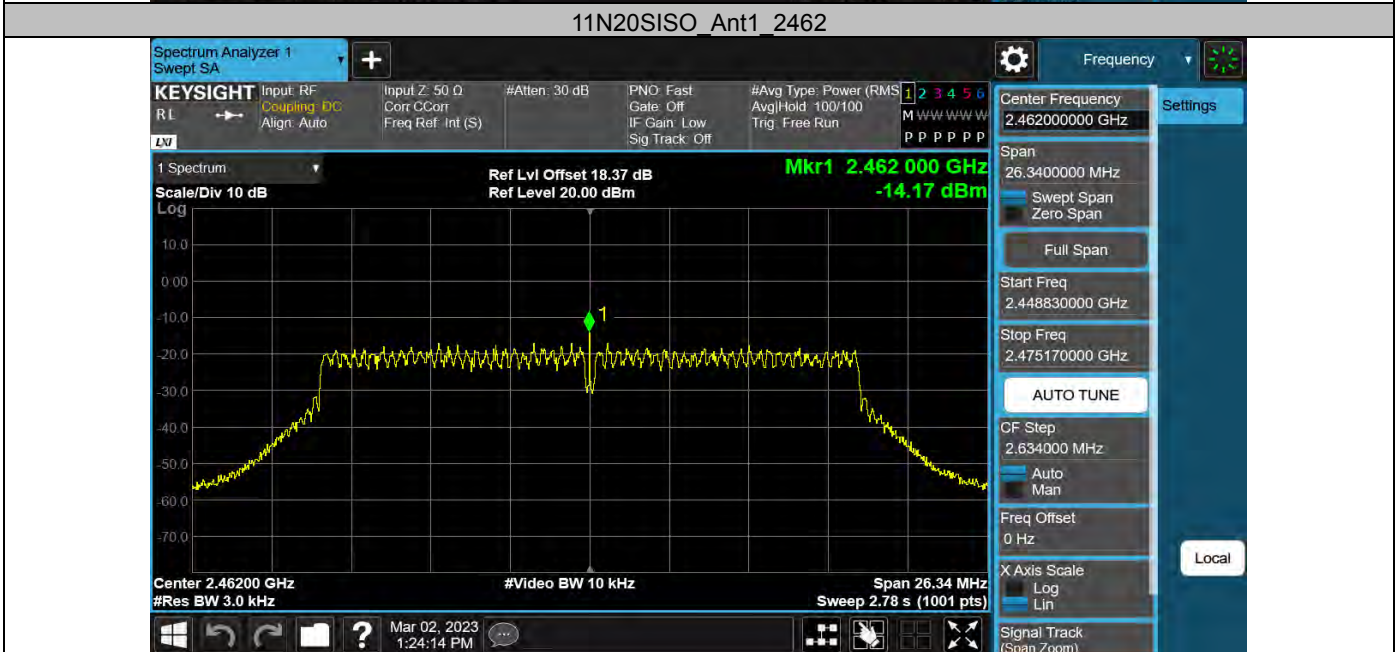 11N20SISO_Ant1_2462
Spectrum Analyzer 1
Swept SA
Frequency
KEYSIGHT
RL
LXI
Input: RF
Coupling: DC
Align: Auto
Input Z: 50 Ω
Corr CCorr
Freq Ref: Int (S)
#Atten: 30 dB
PNO: Fast
Gate: Off
IF Gain: Low
Sig Track: Off
#Avg Type: Power (RMS
Avg|Hold: 100/100
Trig: Free Run
1 2 3 4 5 6
M W W W W W
P P P P P P
1 Spectrum
Scale/Div 10 dB
Log
Ref Lvl Offset 18.37 dB
Ref Level 20.00 dBm
Mkr1 2.462 000 GHz
-14.17 dBm
10.0
0.00
-10.0
-20.0
-30.0
-40.0
-50.0
-60.0
-70.0
1
Center 2.46200 GHz
#Res BW 3.0 kHz
#Video BW 10 kHz
Span 26.34 MHz
Sweep 2.78 s (1001 pts)
Mar 02, 2023
1:24:14 PM
Center Frequency
2.462000000 GHz
Settings
Span
26.3400000 MHz
Swept Span
Zero Span
Full Span
Start Freq
2.448830000 GHz
Stop Freq
2.475170000 GHz
AUTO TUNE
CF Step
2.634000 MHz
Auto
Man
Freq Offset
0 Hz
X Axis Scale
Log
Lin
Local
Signal Track
(Span Zoom)